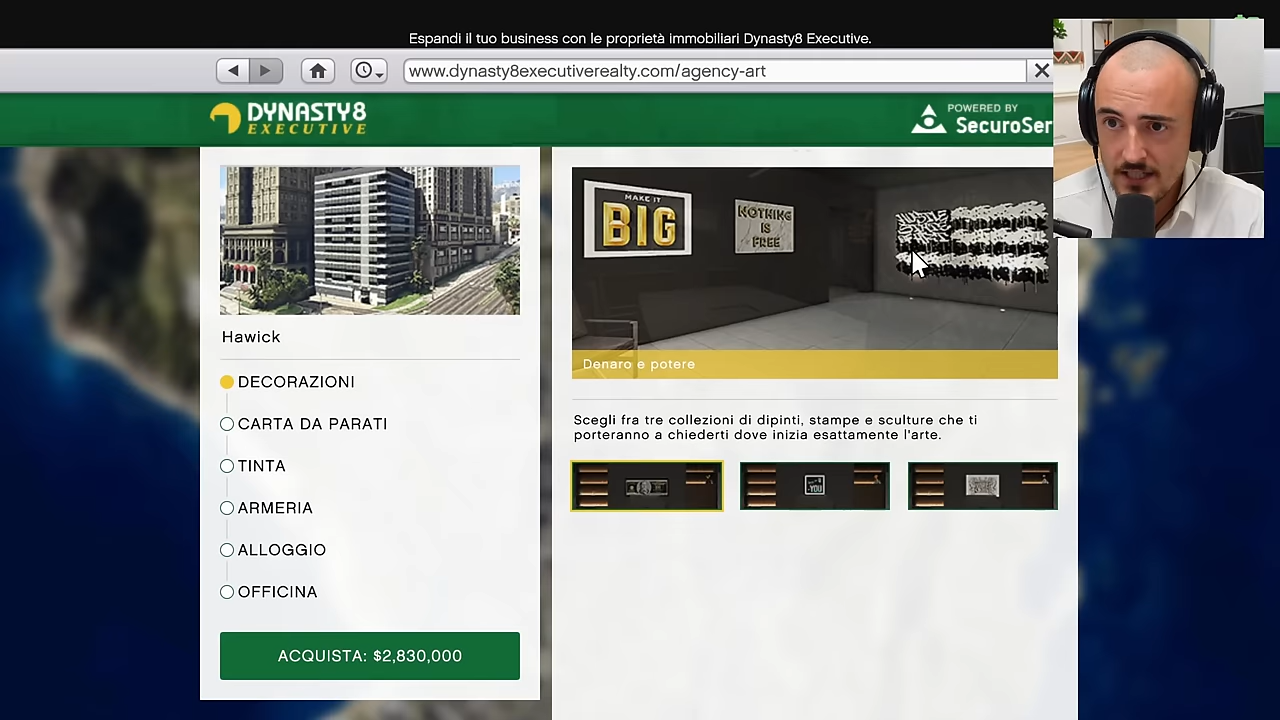 Espandi il tuo business con le proprietà immobiliari Dynasty8 Executive.
www.dynasty8executiverealty.com/agency-art
DYNASTY8
EXECUTIVE
POWERED BY
SecuroSer
MAKE IT
BIG
NOTHING
IS
FREE
Denaro e potere
Hawick
DECORAZIONI
CARTA DA PARATI
TINTA
ARMERIA
ALLOGGIO
OFFICINA
ACQUISTA: $2,830,000
Scegli fra tre collezioni di dipinti, stampe e sculture che ti
porteranno a chiederti dove inizia esattamente l'arte.
YOU